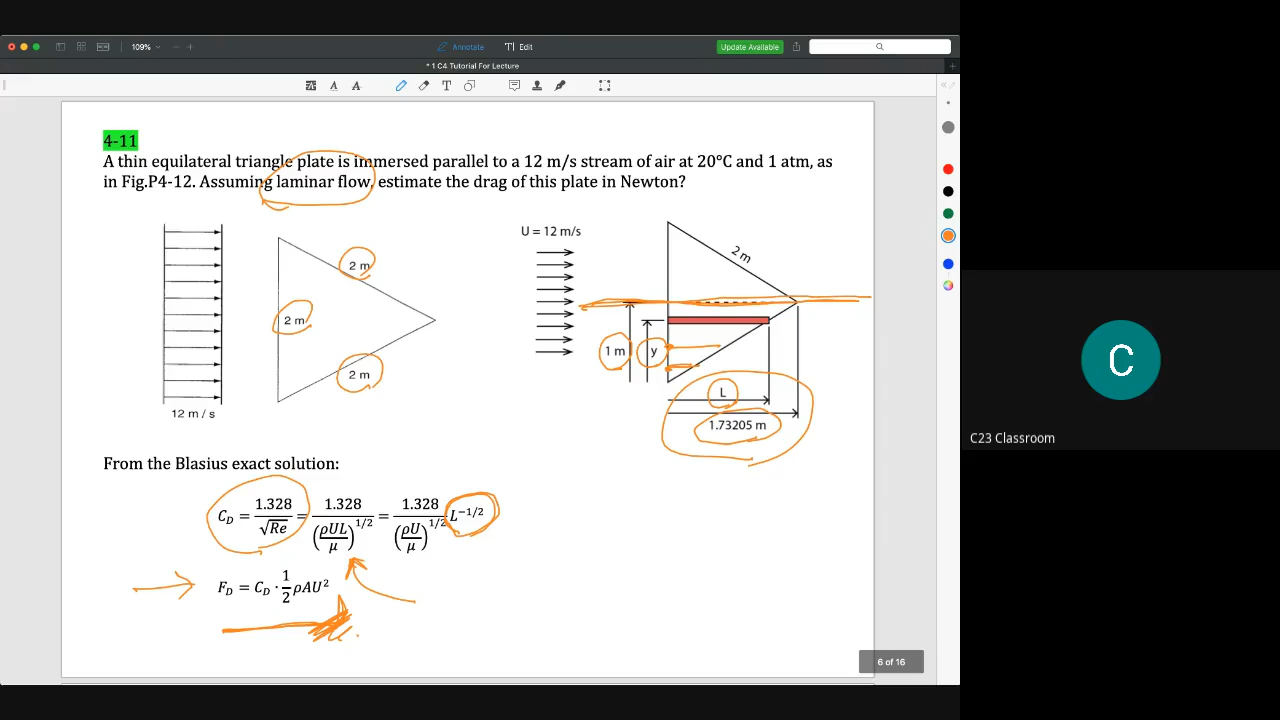 109%
Annotate
Edit
Update Available
* 1 C4 Tutorial For Lecture
4-11
A thin equilateral triangle plate is immersed parallel to a 12 m/s stream of air at 20°C and 1 atm, as
in Fig.P4-12. Assuming laminar flow, estimate the drag of this plate in Newton?
2 m
2 m
2 m
12 m / s
U = 12 m/s
2 m
1 m
y
L
1.73205 m
From the Blasius exact solution:
C_D = 1.328/√Re = 1.328/(ρUL/μ)^1/2 = 1.328/(ρU/μ)^1/2 L^−1/2
F_D = C_D · 1/2 ρAU²
6 of 16
C
C23 Classroom